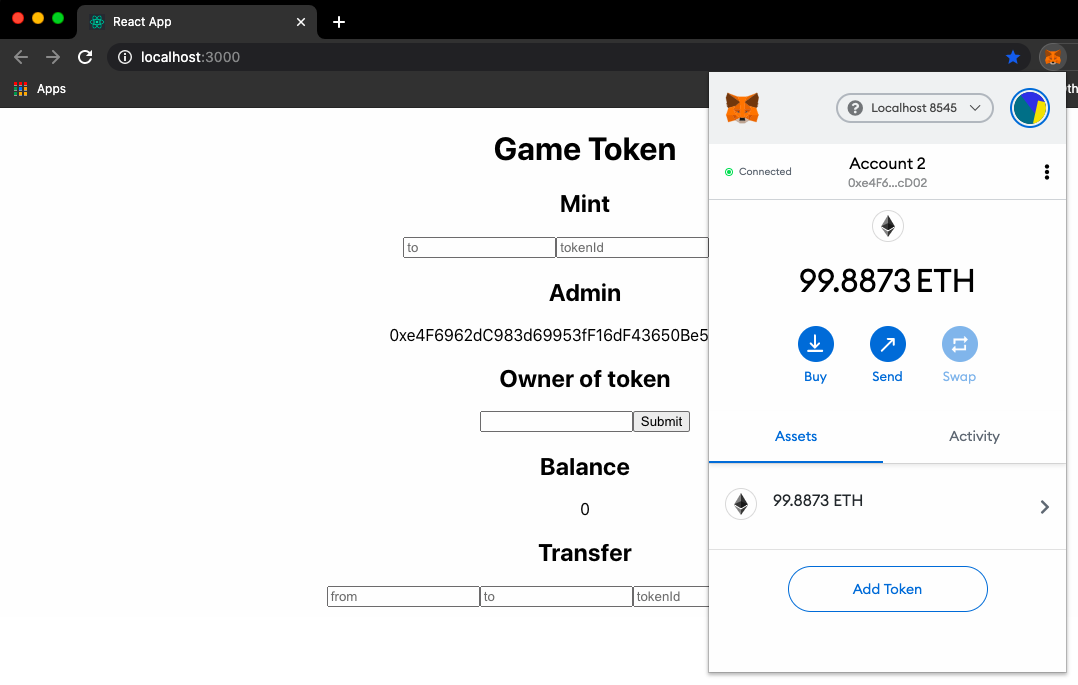 React App
localhost:3000
Apps
Game Token
Mint
to tokenId
Admin
0xe4F6962dC983d69953fF16dF43650Be5
Owner of token
Submit
Balance
0
Transfer
from to tokenId
Localhost 8545
Connected
Account 2
0xe4F6...cD02
99.8873 ETH
Buy Send Swap
Assets Activity
99.8873 ETH
Add Token